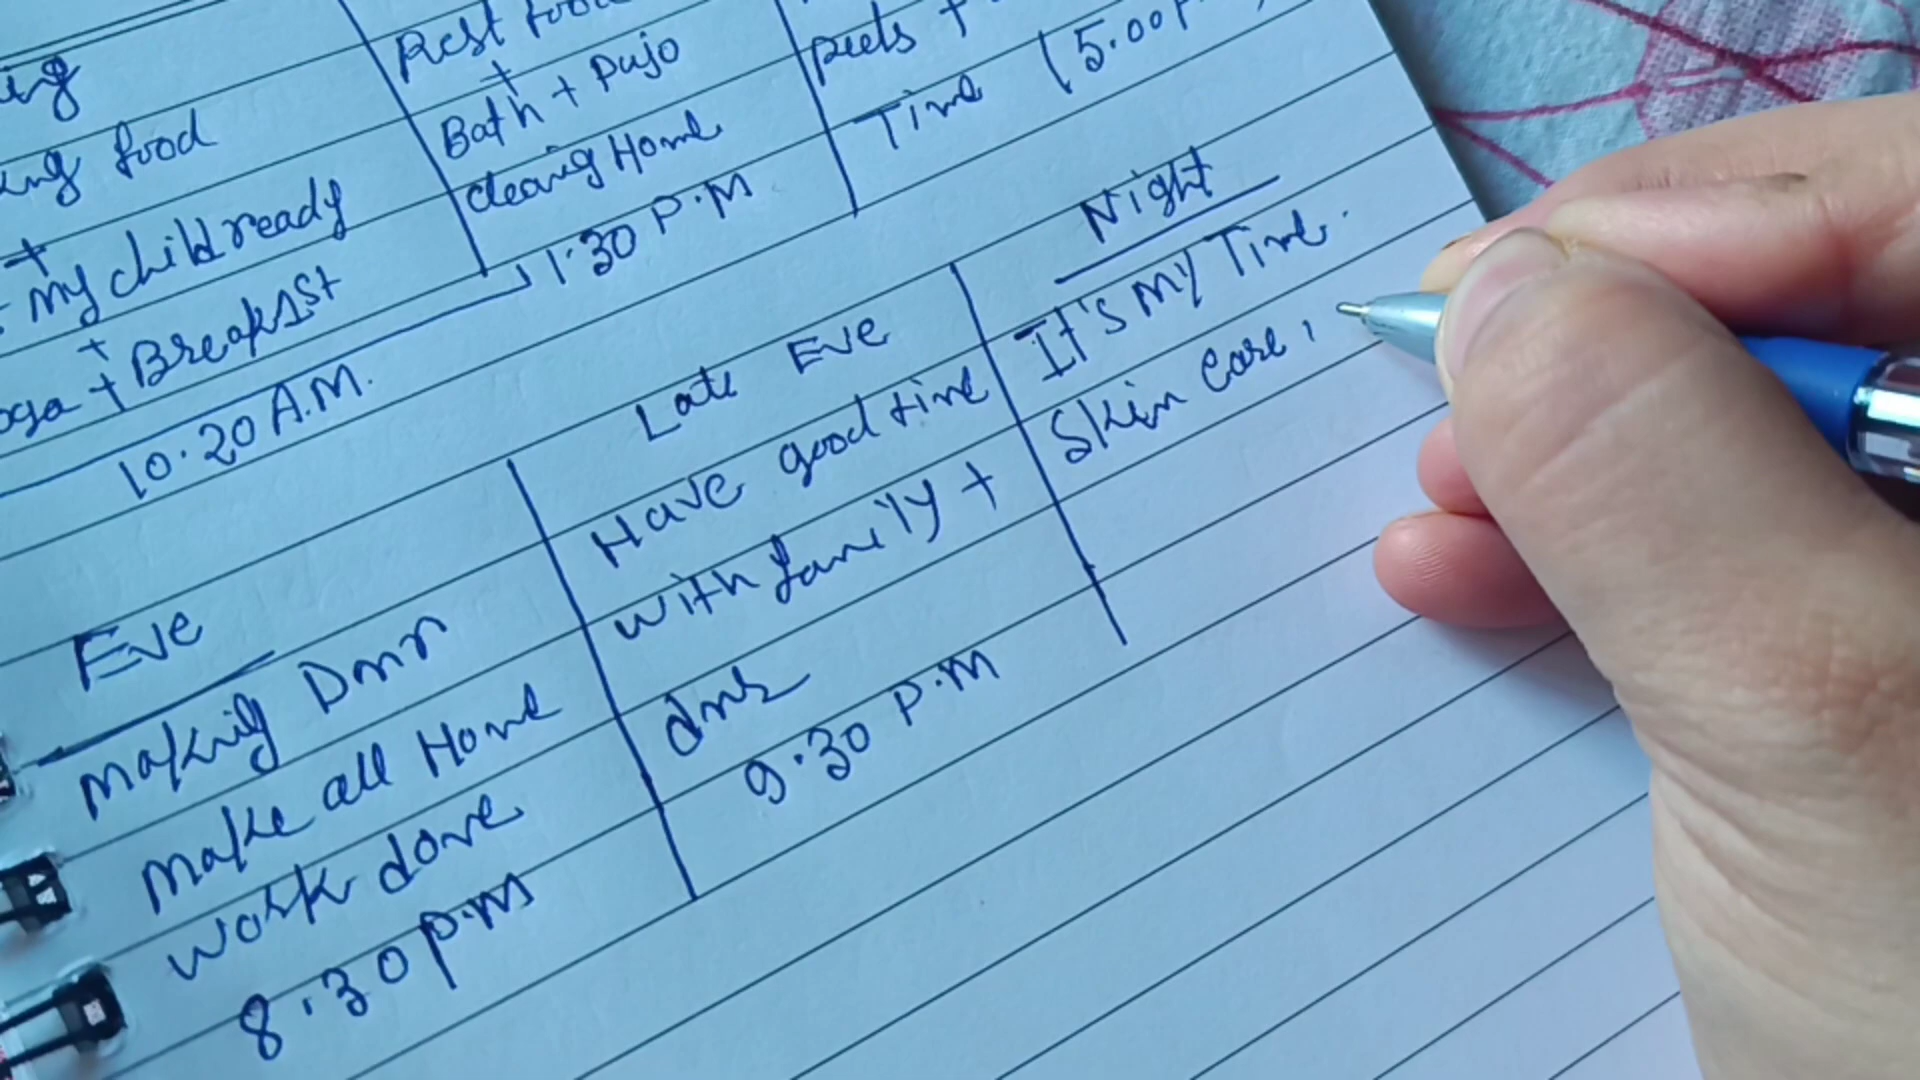 food
+
my child ready
+
+ Breakfast
10.20 A.M.
Rest food
+
Bath + Pujo
cleaning Home
1.30 P.M
+
Time (5.00
Eve
making Dnnr
make all Home
work done
8.30 P.M
Late Eve
Have good time
with family +
dnr
9.30 P.M
Night
It's my Time.
Skin Care,